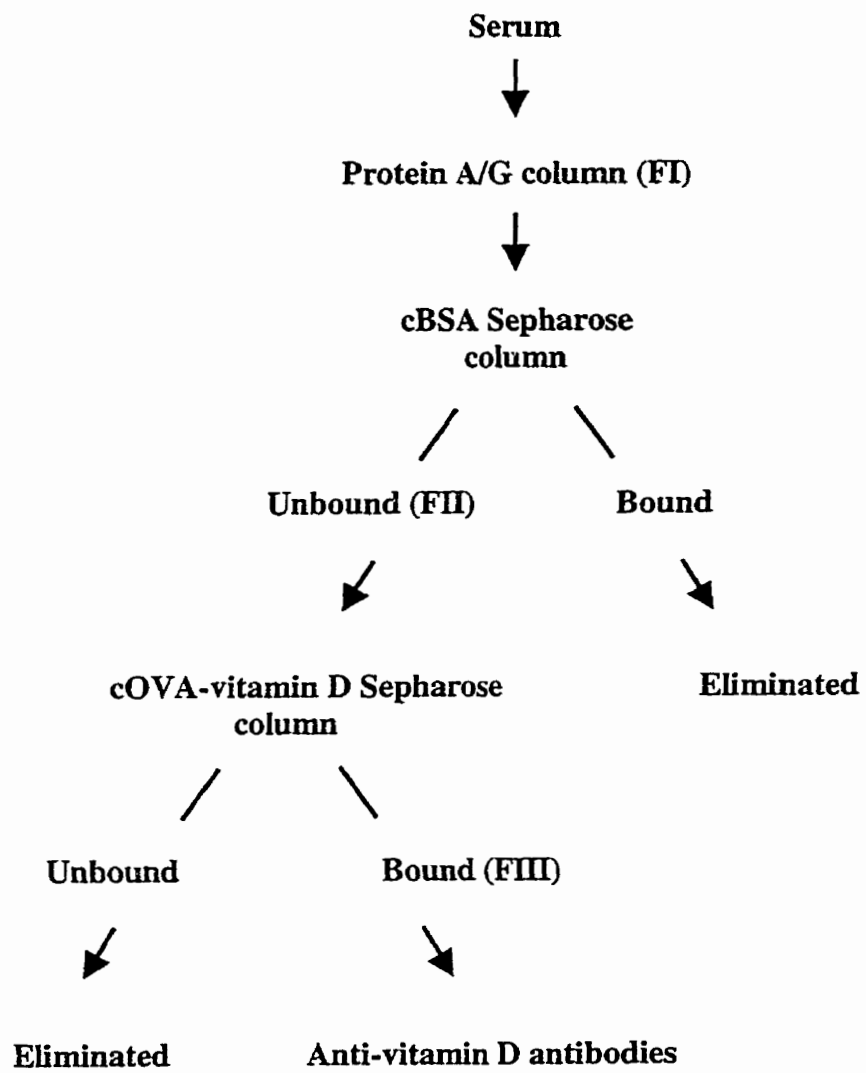 Serum
Protein A/G column (FI)
cBSA Sepharose
column
Unbound (FII)
Bound
cOVA-vitamin D Sepharose
column
Eliminated
Unbound
Bound (FIII)
Eliminated
Anti-vitamin D antibodies